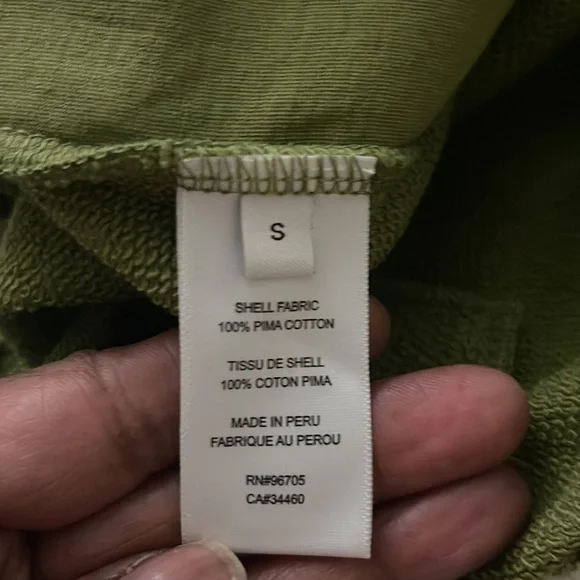 S
SHELL FABRIC
100% PIMA COTTON
TISSU DE SHELL
100% COTON PIMA
MADE IN PERU
FABRIQUE AU PEROU
RN#96705
CA#34460